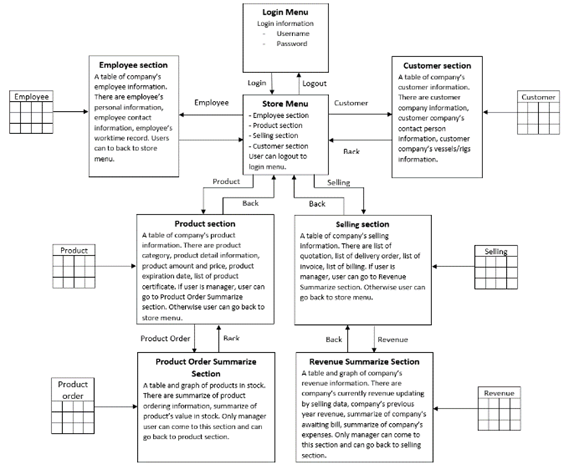 Login Menu
Login information
- Username
- Password
Login
Logout
Employee section
A table of company's
employee information.
There are employee's
personal information,
employee contact
information, employee's
worktime record. Users
can to back to store
menu.
Employee
Employee
Store Menu
- Employee section
- Product section
- Selling section
- Customer section
User can logout to
login menu.
Customer
Back
Customer section
A table of company's
customer information.
There are customer
company information,
customer company's
contact person
information, customer
company's vessels/rigs
information.
Customer
Product
Back
Back
Selling
Product
Product section
A table of company's product
information. There are product
category, product detail information,
product amount and price, product
expiration date, list of product
certificate. If user is manager, user can
go to Product Order Summarize
section. Otherwise user can go back to
store menu.
Selling section
A table of company's selling
information. There are list of
quotation, list of delivery order, list of
invoice, list of billing. If user is
manager, user can go to Revenue
Summarize section. Otherwise user can
go back to store menu.
Selling
Product Order
Back
Back
Revenue
Product
order
Product Order Summarize
Section
A table and graph of products in stock.
There are summarize of product
ordering information, summarize of
product's value in stock. Only manager
user can come to this section and can
go back to product section.
Revenue Summarize Section
A table and graph of company's
revenue information. There are
company's currently revenue updating
by selling data, company's previous
year revenue, summarize of company's
awaiting bill, summarize of company's
expenses. Only manager can come to
this section and can go back to selling
section.
Revenue